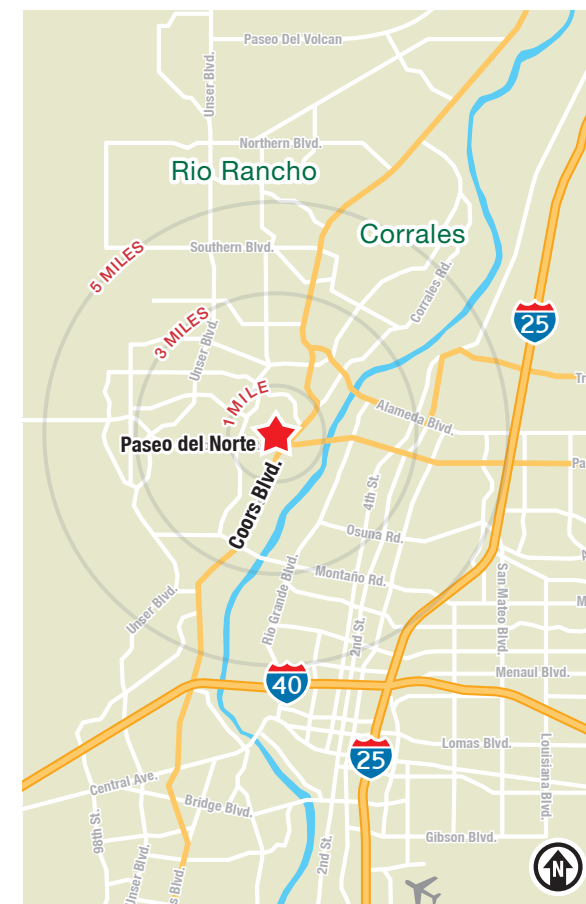 Paseo Del Volcan
Unser Blvd.
Northern Blvd.
Rio Rancho
Corrales
Southern Blvd.
5 MILES
Corrales Rd.
25
3 MILES
Unser Blvd.
1 MILE
Alameda Blvd.
Paseo del Norte
Coors Blvd.
4th St.
Osuna Rd.
Montaño Rd.
Rio Grande Blvd.
Unser Blvd.
2nd St.
San Mateo Blvd.
Menaul Blvd.
40
25
Lomas Blvd.
Louisiana Blvd.
Central Ave.
Bridge Blvd.
98th St.
Gibson Blvd.
2nd St.
Unser Blvd.
s Blvd.
Tr
Pa
M
N